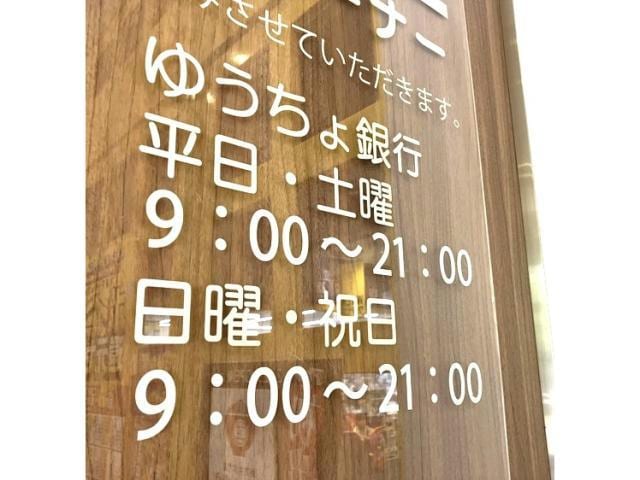 させていただきます。
ゆうちょ銀行
平日・土曜
9：00～21：00
日曜・祝日
9：00～21：00